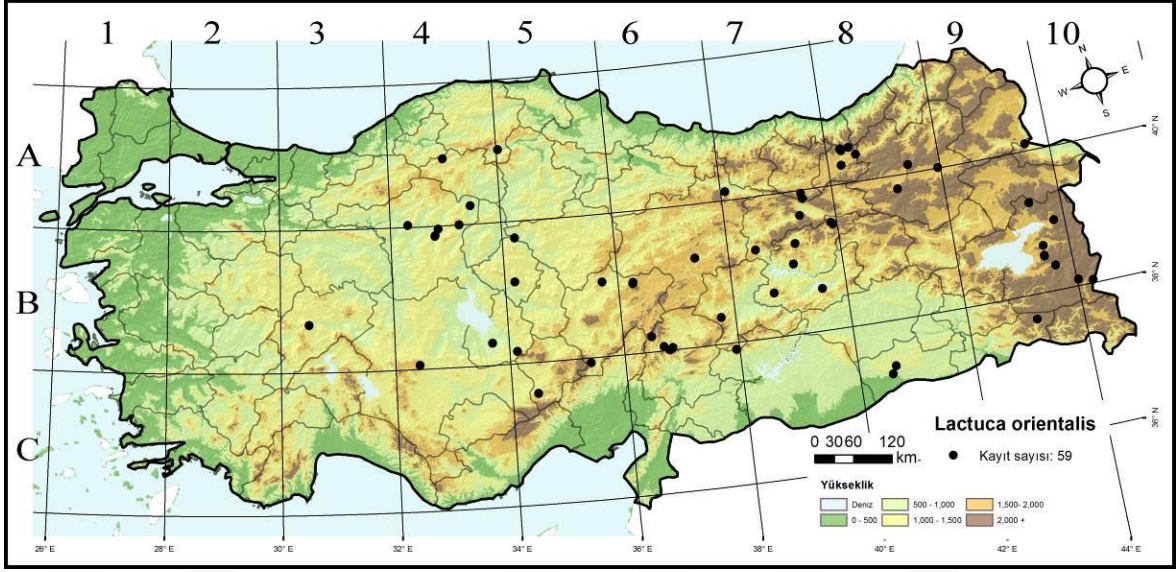 1 2 3 4 5 6 7 8 9 10
N
W E
S
40° N
A
38° N
B
36° N
C
Lactuca orientalis
0 30 60 120
km
Kayıt sayısı: 59
Yükseklik
Deniz 500 - 1,000 1,500- 2,000
0 - 500 1,000 - 1,500 2,000 +
26° E 28° E 30° E 32° E 34° E 36° E 38° E 40° E 42° E 44° E